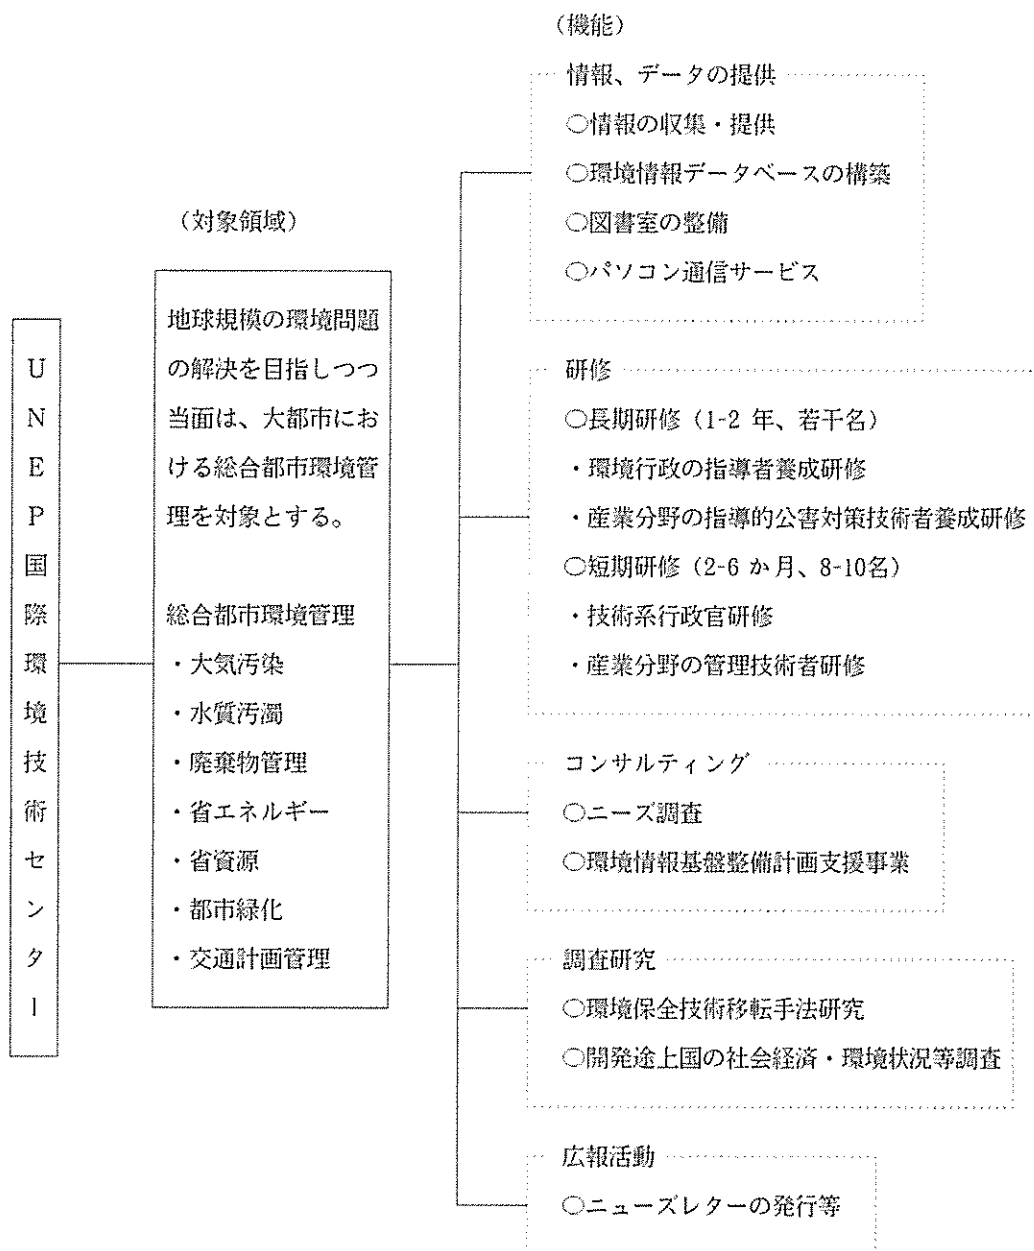 UNEP国際環境技術センター
(対象領域)
地球規模の環境問題
の解決を目指しつつ
当面は、大都市にお
ける総合都市環境管
理を対象とする。
総合都市環境管理
・大気汚染
・水質汚濁
・廃棄物管理
・省エネルギー
・省資源
・都市緑化
・交通計画管理
(機能)
情報、データの提供
○情報の収集・提供
○環境情報データベースの構築
○図書室の整備
○パソコン通信サービス
研修
○長期研修(1-2 年、若干名)
・環境行政の指導者養成研修
・産業分野の指導的公害対策技術者養成研修
○短期研修(2-6 か月、8-10名)
・技術系行政官研修
・産業分野の管理技術者研修
コンサルティング
○ニーズ調査
○環境情報基盤整備計画支援事業
調査研究
○環境保全技術移転手法研究
○開発途上国の社会経済・環境状況等調査
広報活動
○ニューズレターの発行等